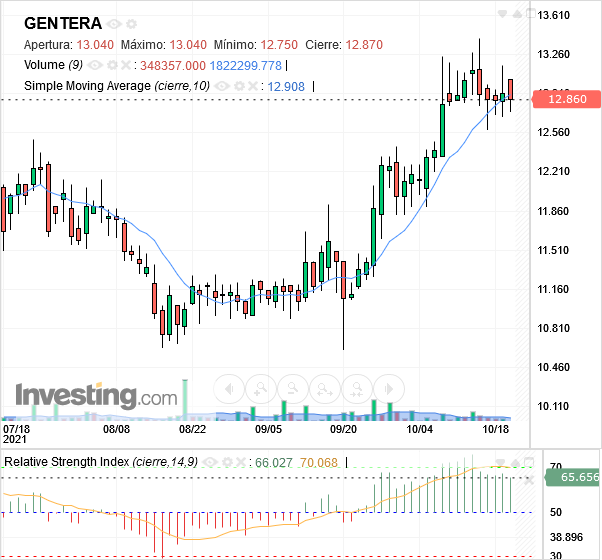 GENTERA
Apertura: 13.040 Máximo: 13.040 Mínimo: 12.750 Cierre: 12.870
Volume (9) 348357.000 1822299.778
Simple Moving Average (cierre,10) 12.908
13.610
13.260
12.860
12.560
12.210
11.860
11.510
11.160
10.810
10.460
10.110
Investing.com
07/18 08/08 08/22 09/05 09/20 10/04 10/18
2021
Relative Strength Index (cierre,14,9) 66.027 70.068
70
65.656
50
38.896
30